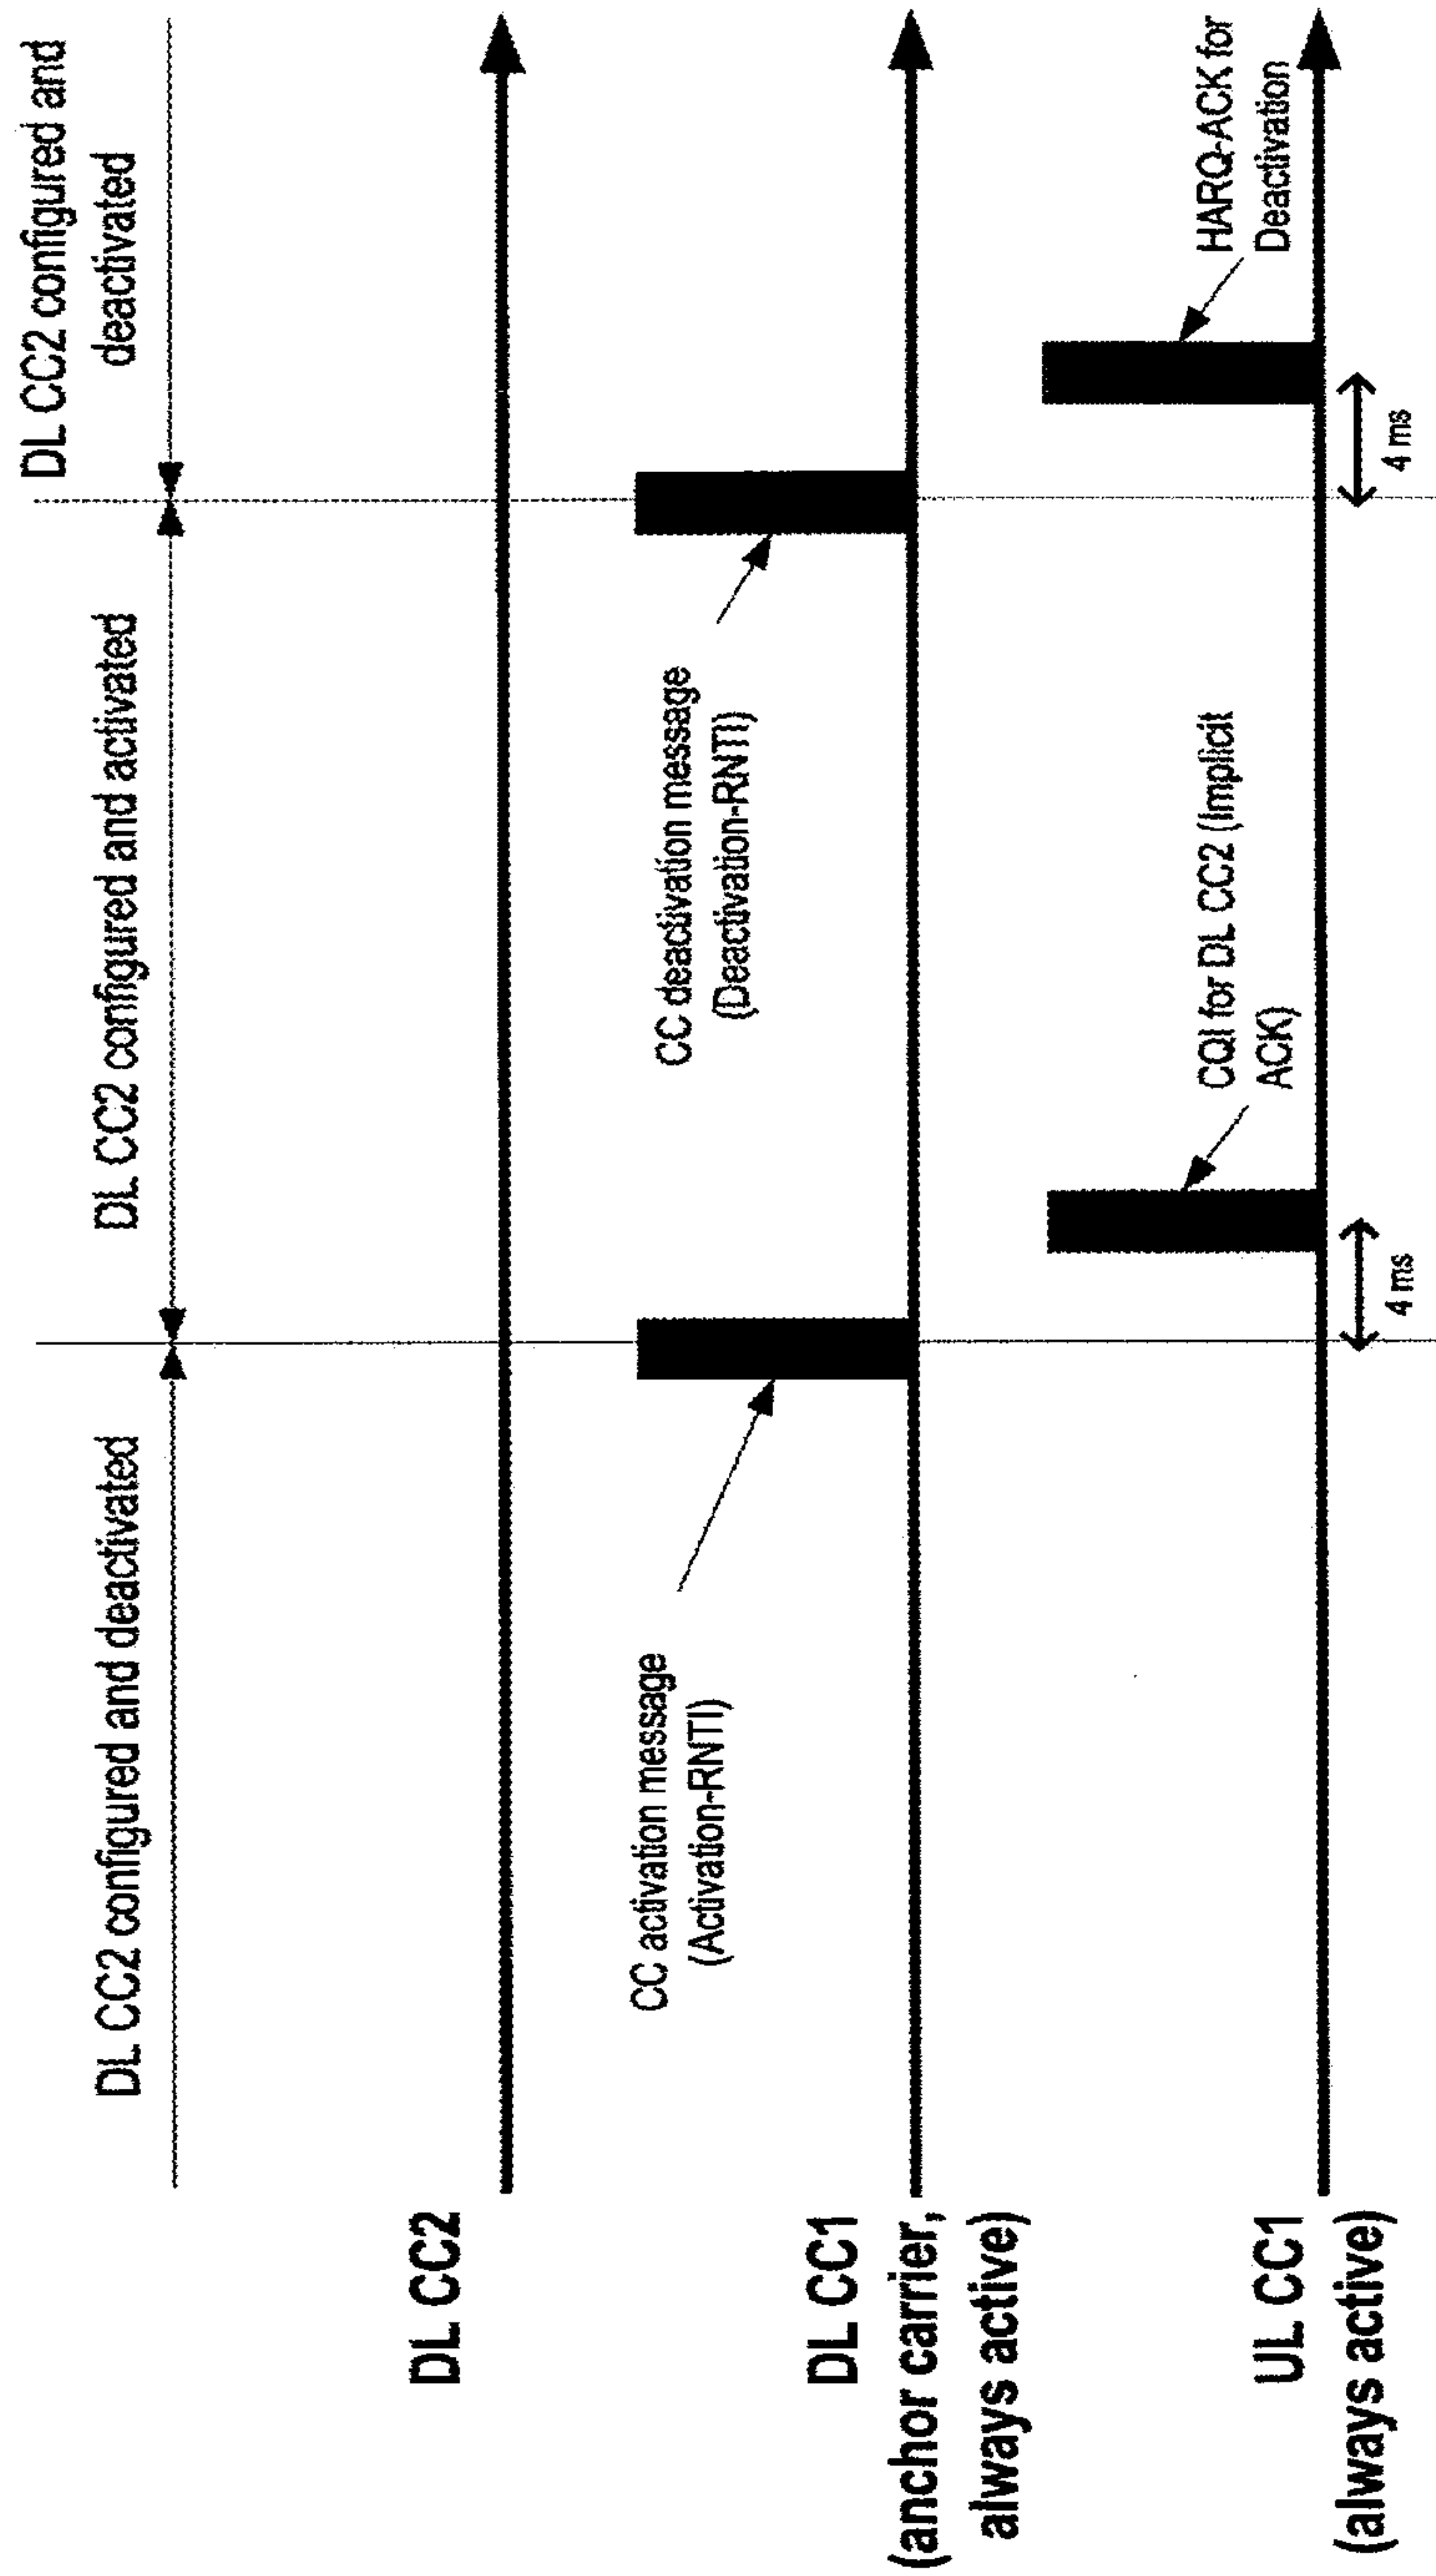 DL CC2 configured and deactivated
DL CC2 configured and activated
DL CC2 configured and
deactivated
DL CC2
CC activation message
(Activation-RNTI)
CC deactivation message
(Deactivation-RNTI)
DL CC1
(anchor carrier,
always active)
CQI for DL CC2 (Implicit
ACK)
HARQ-ACK for
Deactivation
UL CC1
(always active)
4 ms
4 ms